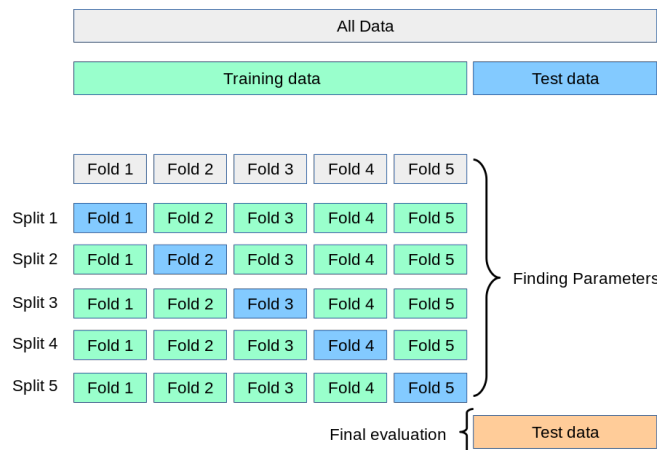 All Data
Training data Test data
Fold 1 Fold 2 Fold 3 Fold 4 Fold 5
Split 1 Fold 1 Fold 2 Fold 3 Fold 4 Fold 5
Split 2 Fold 1 Fold 2 Fold 3 Fold 4 Fold 5
Finding Parameters
Split 3 Fold 1 Fold 2 Fold 3 Fold 4 Fold 5
Split 4 Fold 1 Fold 2 Fold 3 Fold 4 Fold 5
Split 5 Fold 1 Fold 2 Fold 3 Fold 4 Fold 5
Final evaluation Test data